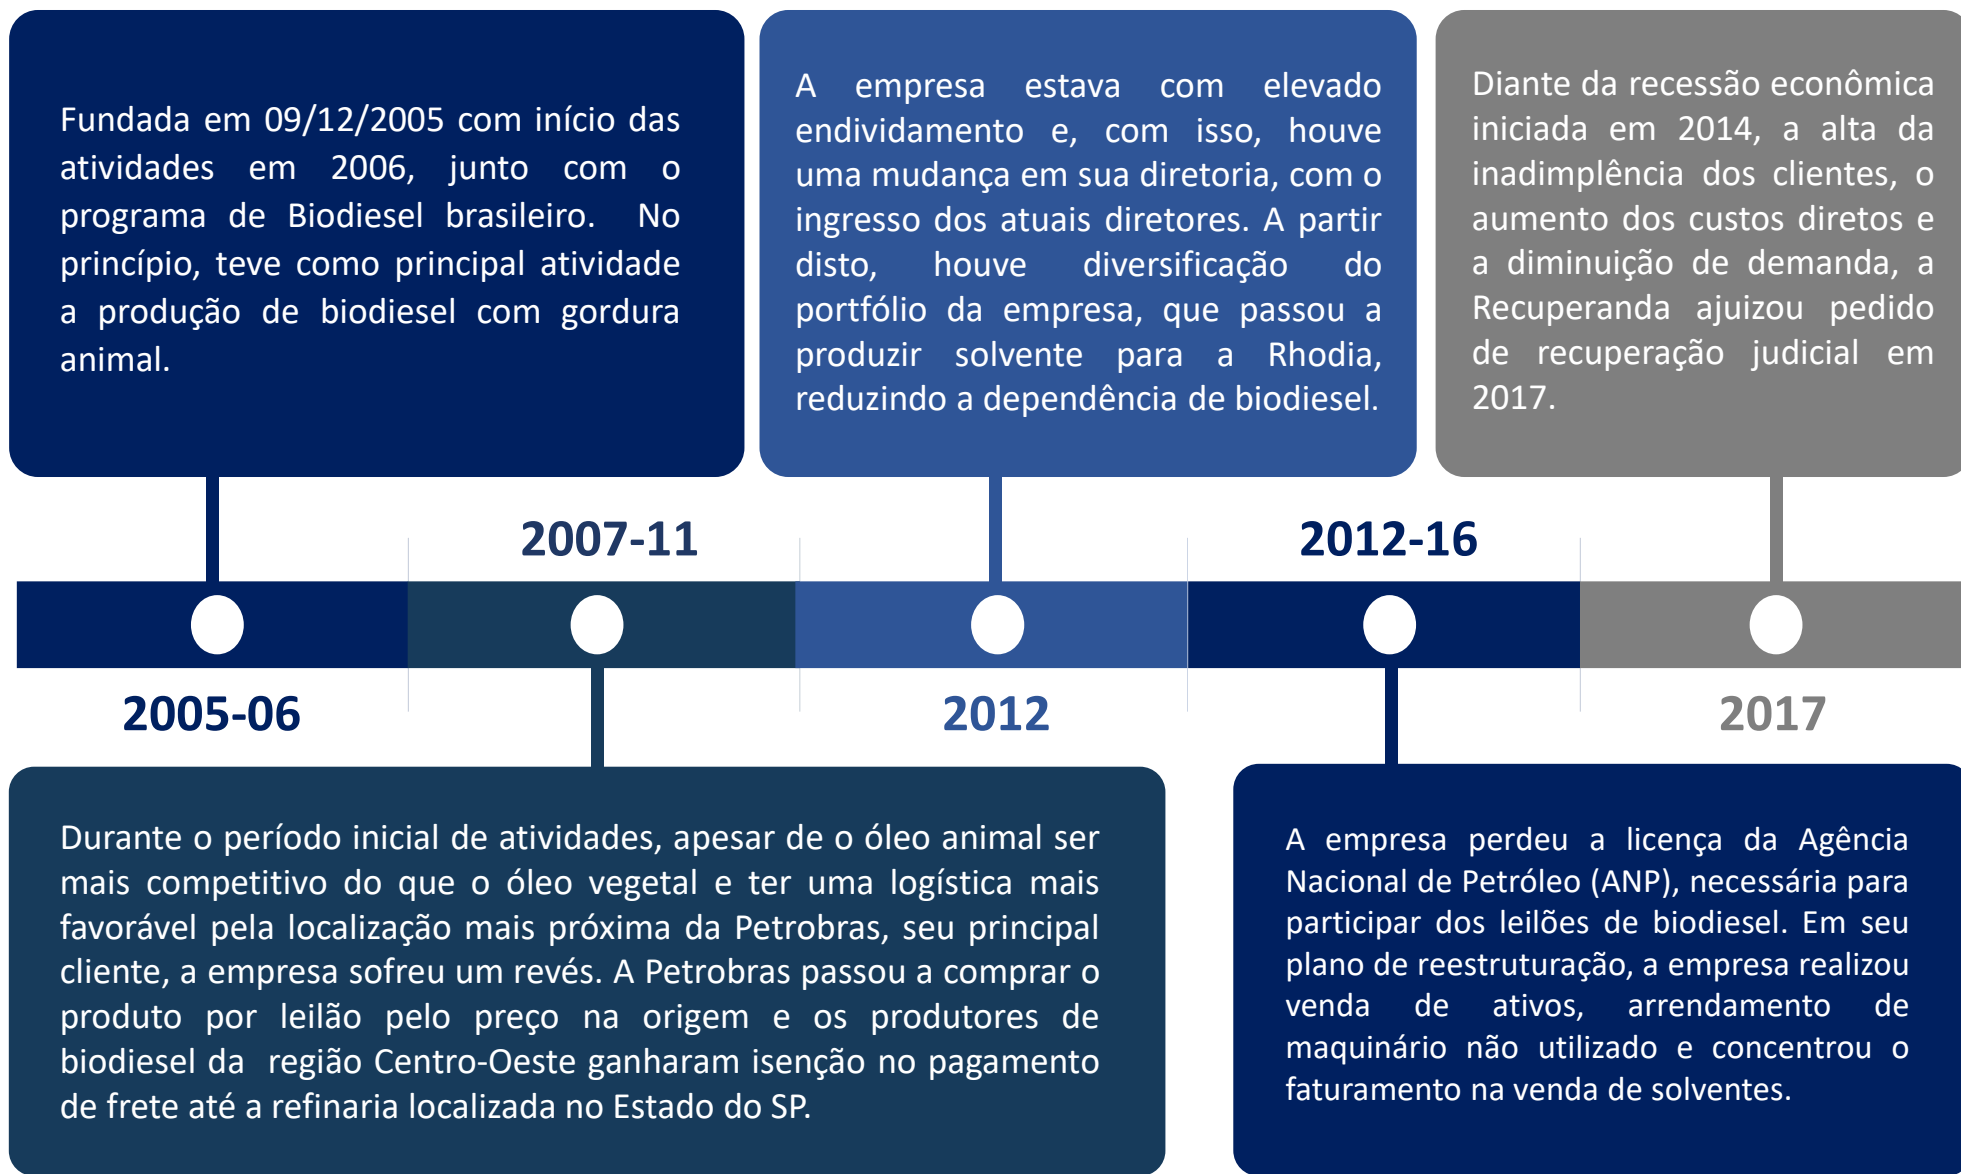 Fundada em 09/12/2005 com início das
atividades em 2006, junto com o
programa de Biodiesel brasileiro. No
princípio, teve como principal atividade
a produção de biodiesel com gordura
animal.
A empresa estava com elevado
endividamento e, com isso, houve
uma mudança em sua diretoria, com o
ingresso dos atuais diretores. A partir
disto, houve diversificação do
portfólio da empresa, que passou a
produzir solvente para a Rhodia,
reduzindo a dependência de biodiesel.
Diante da recessão econômica
iniciada em 2014, a alta da
inadimplência dos clientes, o
aumento dos custos diretos e
a diminuição de demanda, a
Recuperanda ajuizou pedido
de recuperação judicial em
2017.
2007-11
2012-16
2005-06
2012
2017
Durante o período inicial de atividades, apesar de o óleo animal ser
mais competitivo do que o óleo vegetal e ter uma logística mais
favorável pela localização mais próxima da Petrobras, seu principal
cliente, a empresa sofreu um revés. A Petrobras passou a comprar o
produto por leilão pelo preço na origem e os produtores de
biodiesel da região Centro-Oeste ganharam isenção no pagamento
de frete até a refinaria localizada no Estado do SP.
A empresa perdeu a licença da Agência
Nacional de Petróleo (ANP), necessária para
participar dos leilões de biodiesel. Em seu
plano de reestruturação, a empresa realizou
venda de ativos, arrendamento de
maquinário não utilizado e concentrou o
faturamento na venda de solventes.